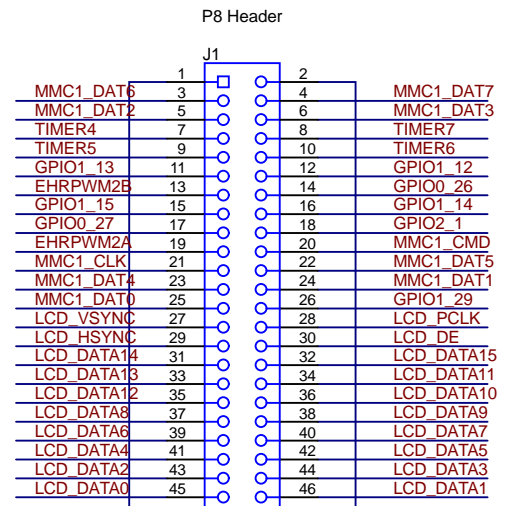 P8 Header
J1
1 2
MMC1_DAT6 3 4 MMC1_DAT7
MMC1_DAT2 5 6 MMC1_DAT3
TIMER4 7 8 TIMER7
TIMER5 9 10 TIMER6
GPIO1_13 11 12 GPIO1_12
EHRPWM2B 13 14 GPIO0_26
GPIO1_15 15 16 GPIO1_14
GPIO0_27 17 18 GPIO2_1
EHRPWM2A 19 20 MMC1_CMD
MMC1_CLK 21 22 MMC1_DAT5
MMC1_DAT4 23 24 MMC1_DAT1
MMC1_DAT0 25 26 GPIO1_29
LCD_VSYNC 27 28 LCD_PCLK
LCD_HSYNC 29 30 LCD_DE
LCD_DATA14 31 32 LCD_DATA15
LCD_DATA13 33 34 LCD_DATA11
LCD_DATA12 35 36 LCD_DATA10
LCD_DATA8 37 38 LCD_DATA9
LCD_DATA6 39 40 LCD_DATA7
LCD_DATA4 41 42 LCD_DATA5
LCD_DATA2 43 44 LCD_DATA3
LCD_DATA0 45 46 LCD_DATA1